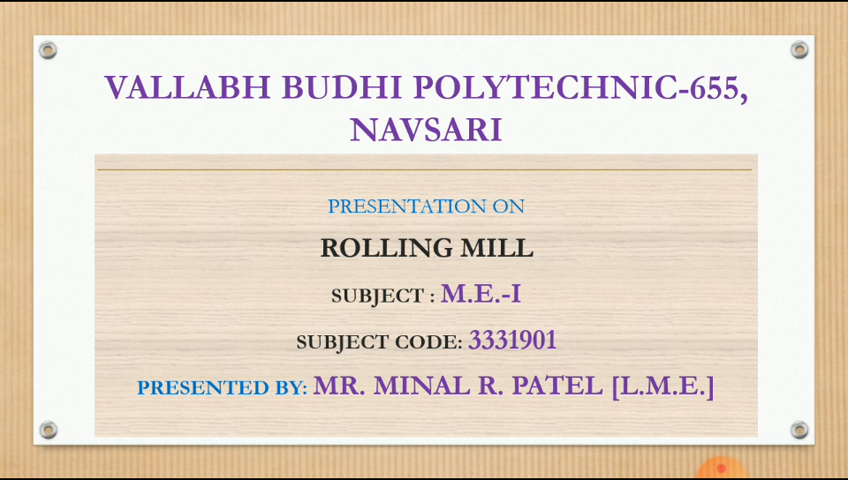 VALLABH BUDHI POLYTECHNIC-655,
NAVSARI
PRESENTATION ON
ROLLING MILL
SUBJECT : M.E.-I
SUBJECT CODE: 3331901
PRESENTED BY: MR. MINAL R. PATEL [L.M.E.]